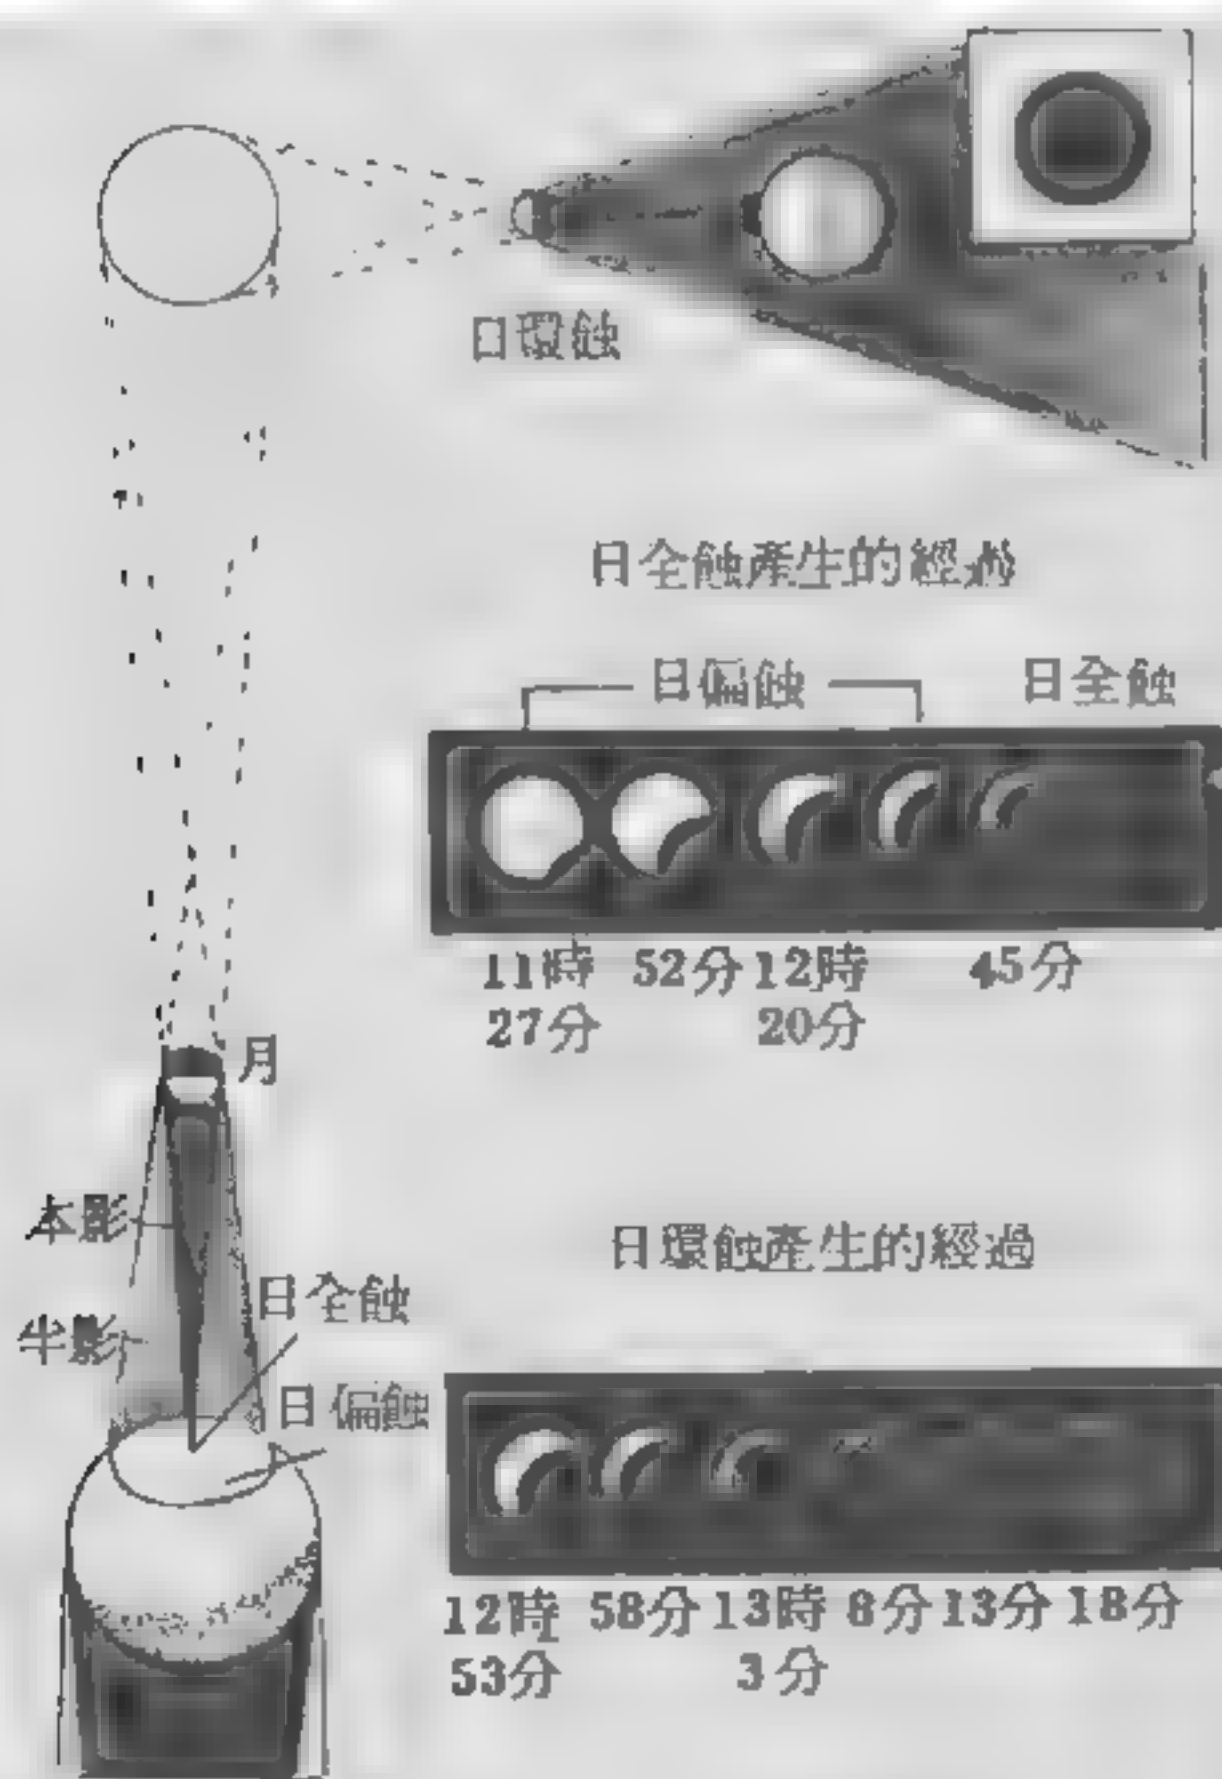 日環蝕
日全蝕產生的經過
日偏蝕 日全蝕
11時 52分 12時 45分
27分 20分
月
本影
日環蝕產生的經過
日全蝕
半影
日偏蝕
12時 58分 13時 8分 13分 18分
53分 3分